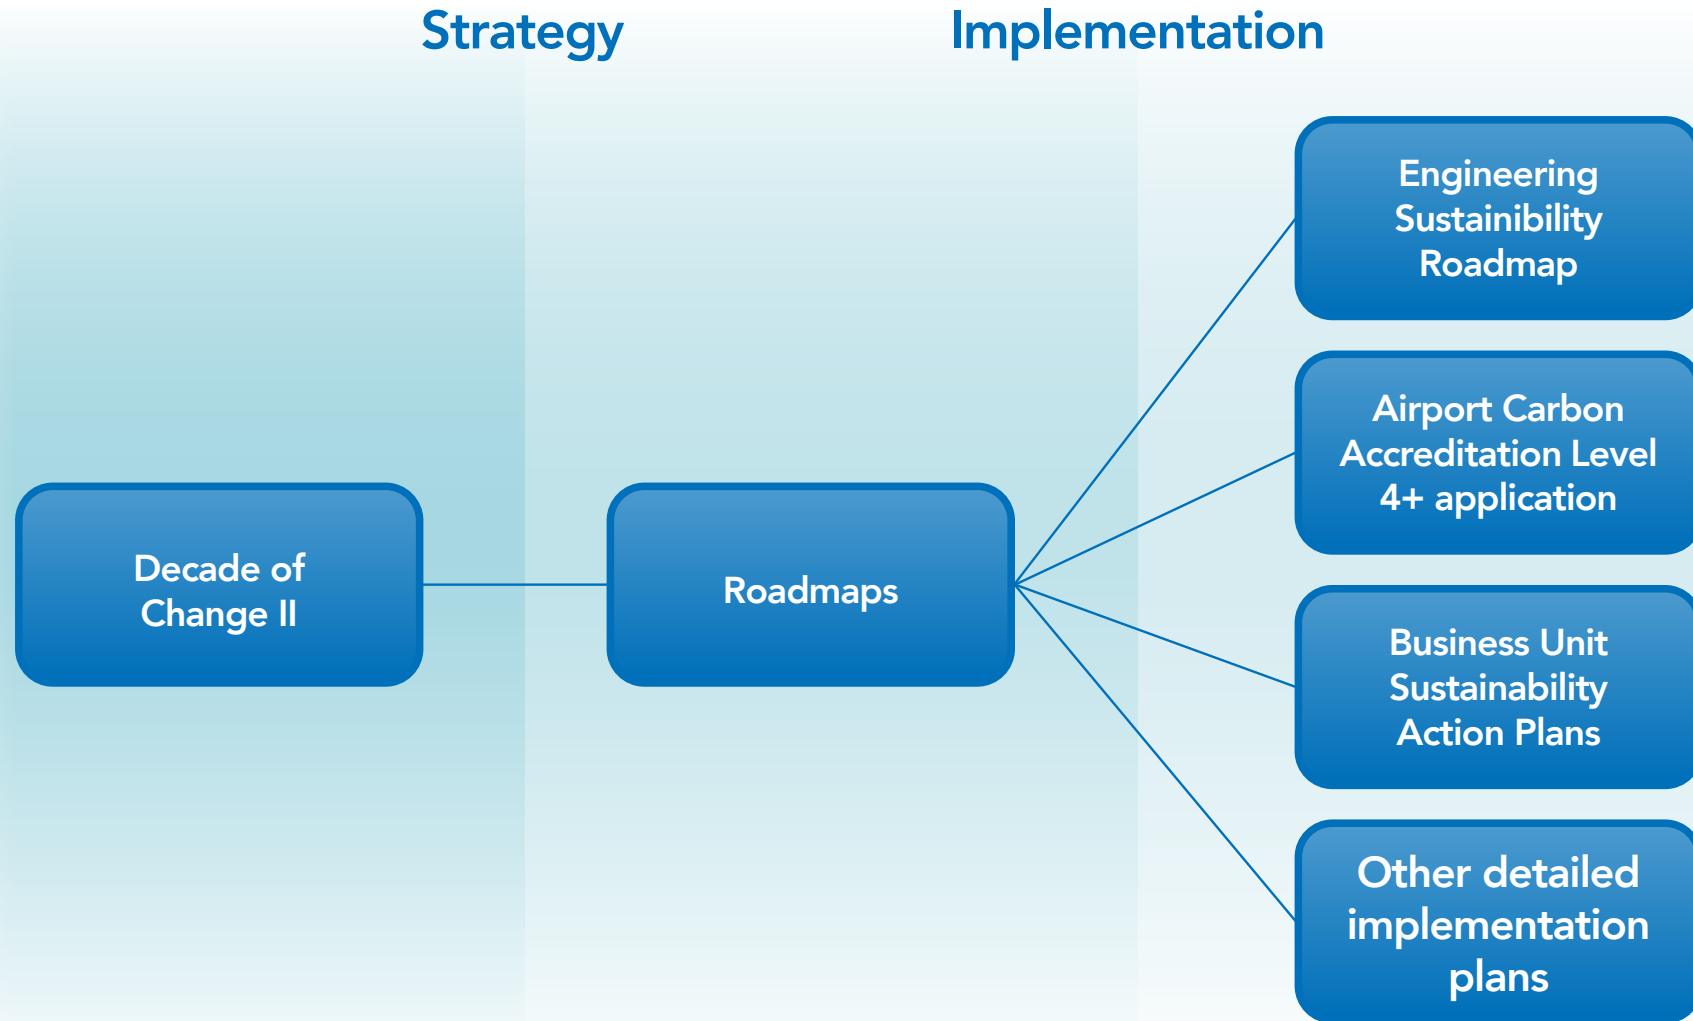 Strategy
Implementation
Decade of
Change II
Roadmaps
Engineering
Sustainibility
Roadmap
Airport Carbon
Accreditation Level
4+ application
Business Unit
Sustainability
Action Plans
Other detailed
implementation
plans